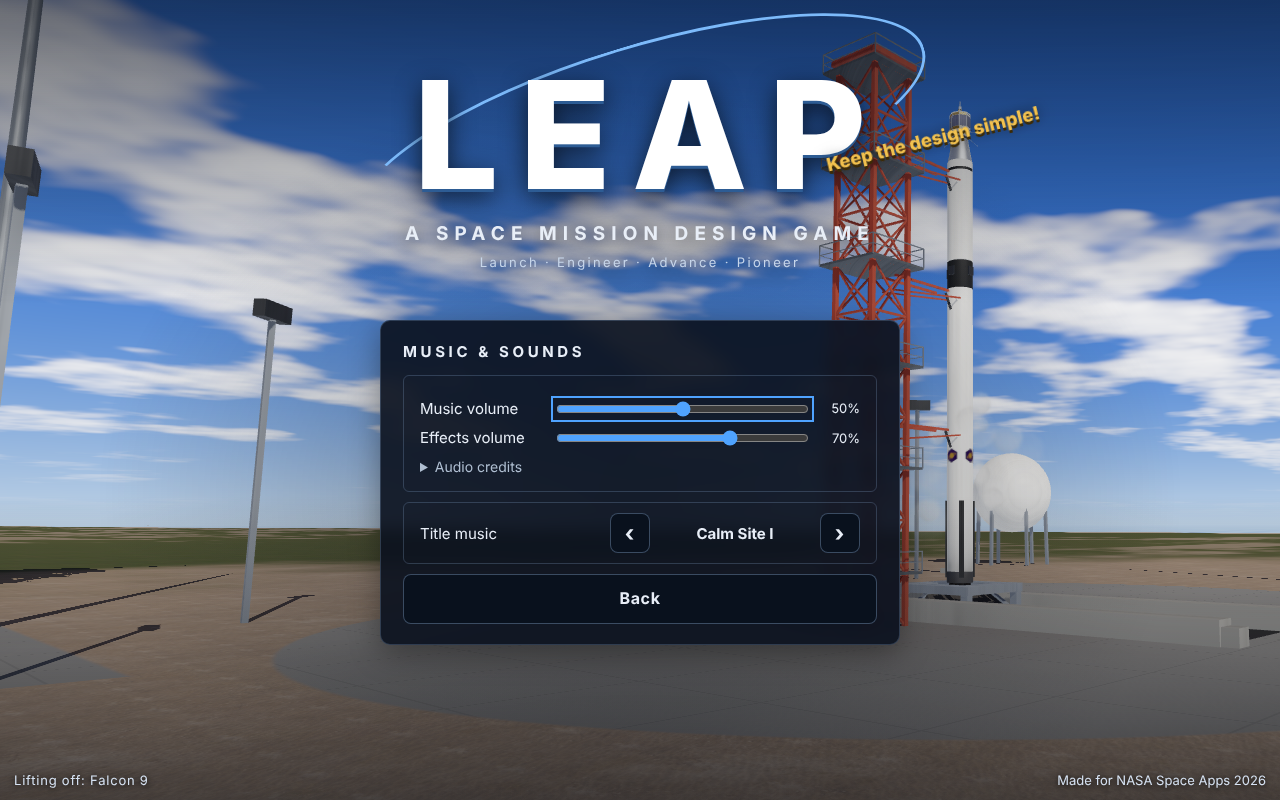 LEAP
Keep the design simple!
A SPACE MISSION DESIGN GAME
Launch · Engineer · Advance · Pioneer
MUSIC & SOUNDS
Music volume 50%
Effects volume 70%
▶ Audio credits
Title music ‹ Calm Site I ›
Back
Lifting off: Falcon 9
Made for NASA Space Apps 2026